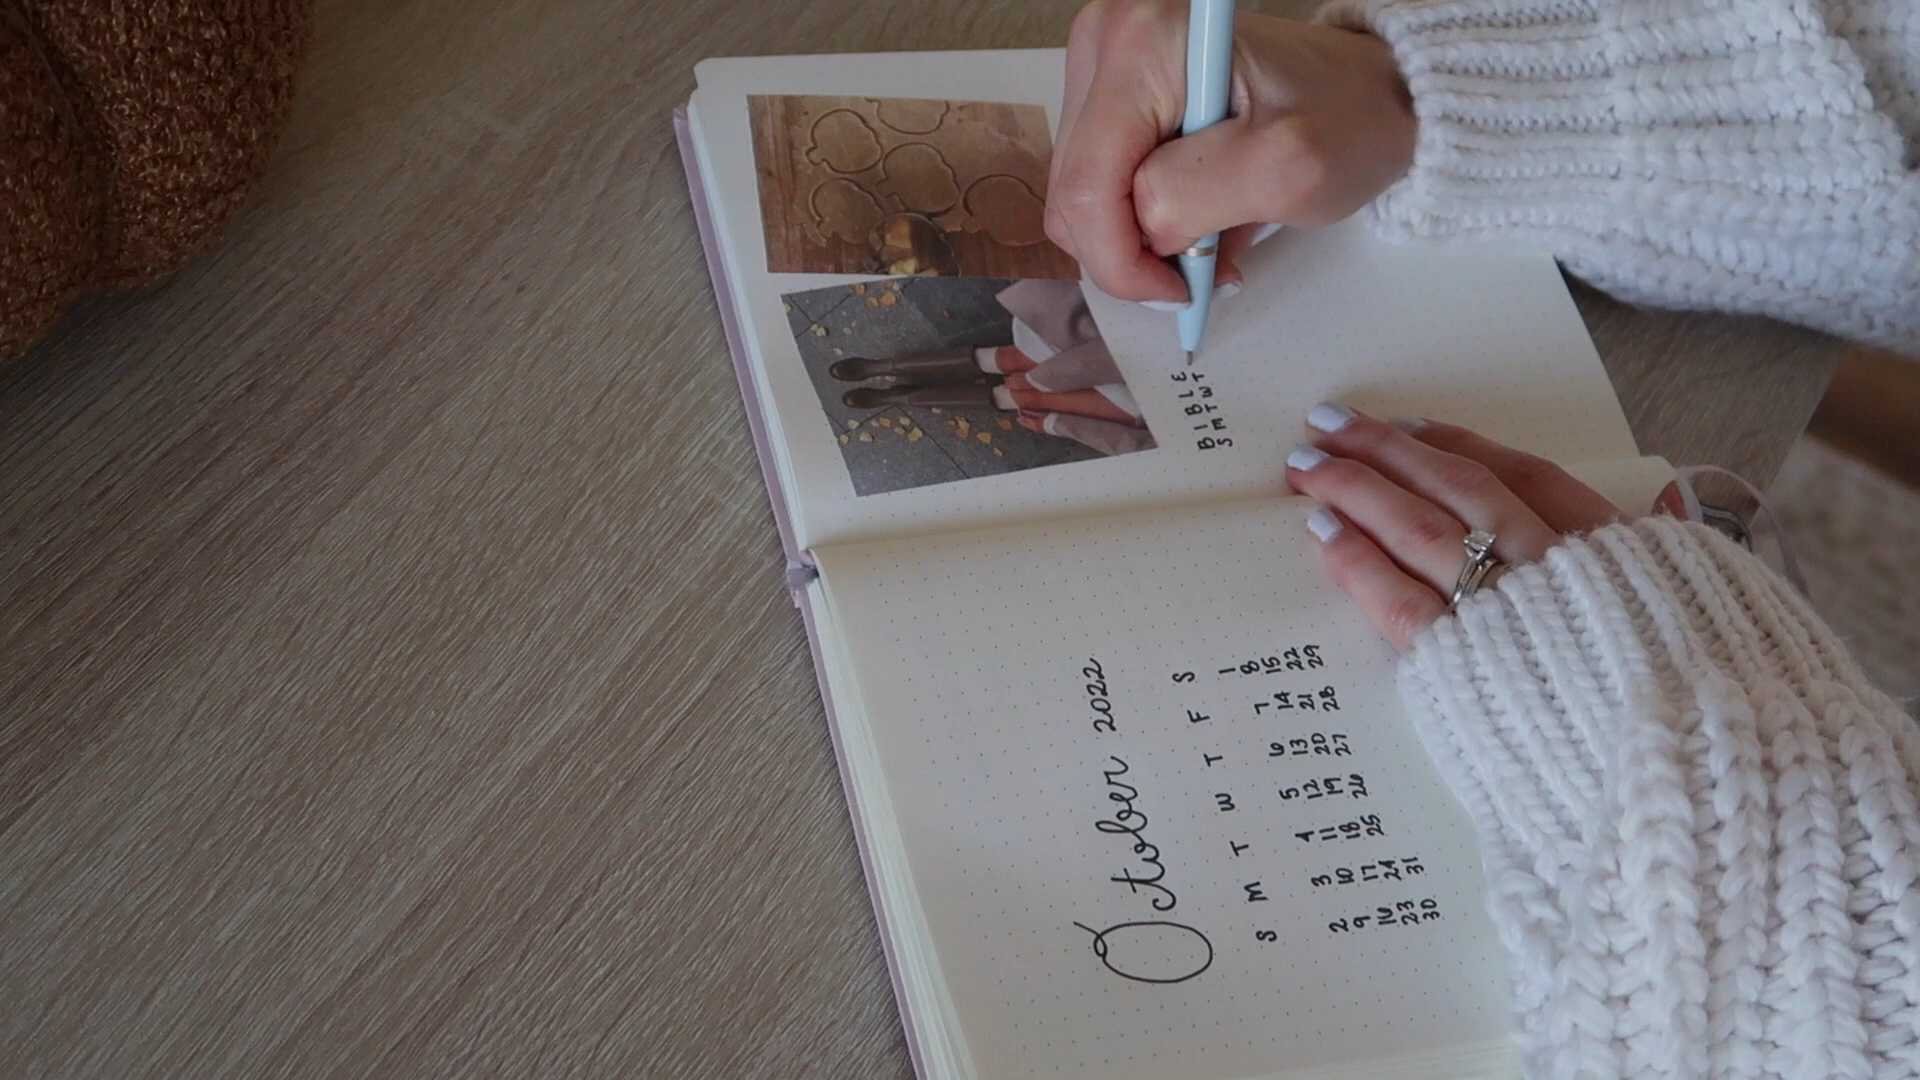 October 2022
S M T W T F S
1
2 3 4 5 6 7 8
9 10 11 12 13 14 15
16 17 18 19 20 21 22
23 24 25 26 27 28 29
30 31
BIBLE
S M T W T